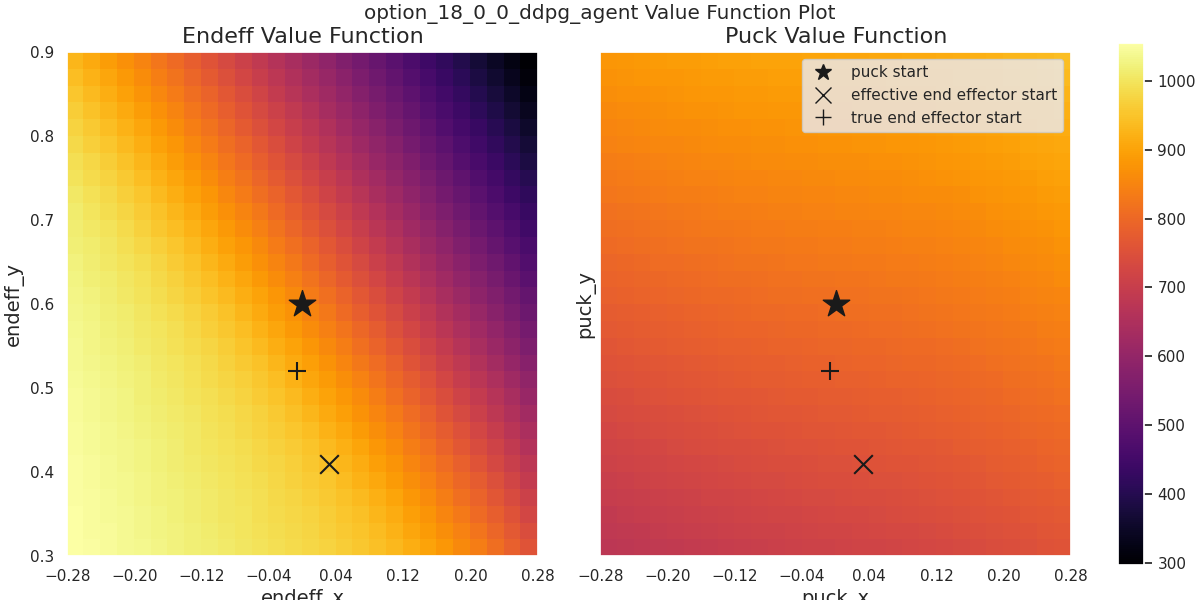 option_18_0_0_ddpg_agent Value Function Plot
Endeff Value Function
Puck Value Function
puck start
effective end effector start
true end effector start
endeff_y
0.9
0.8
0.7
0.6
0.5
0.4
0.3
−0.28 −0.20 −0.12 −0.04 0.04 0.12 0.20 0.28
endeff_x
puck_y
−0.28 −0.20 −0.12 −0.04 0.04 0.12 0.20 0.28
puck_x
1000
900
800
700
600
500
400
300